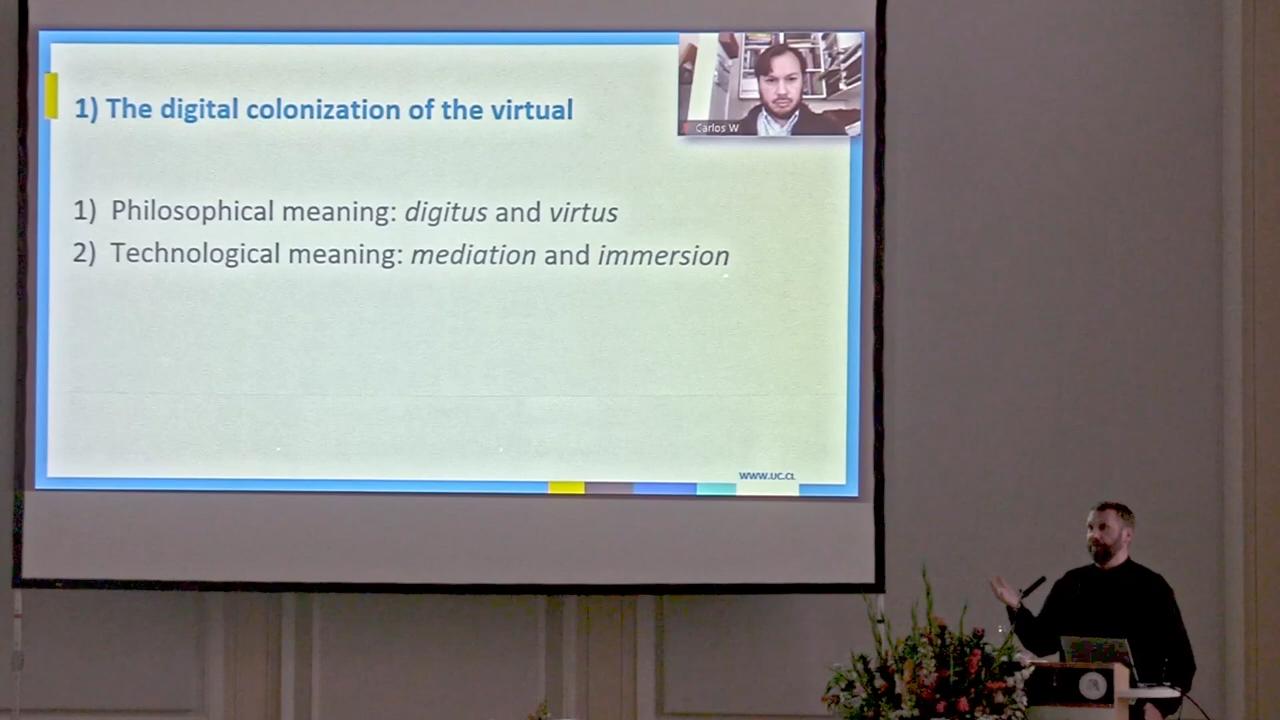 1) The digital colonization of the virtual
Carlos W
1) Philosophical meaning: digitus and virtus
2) Technological meaning: mediation and immersion
WWW.UC.CL